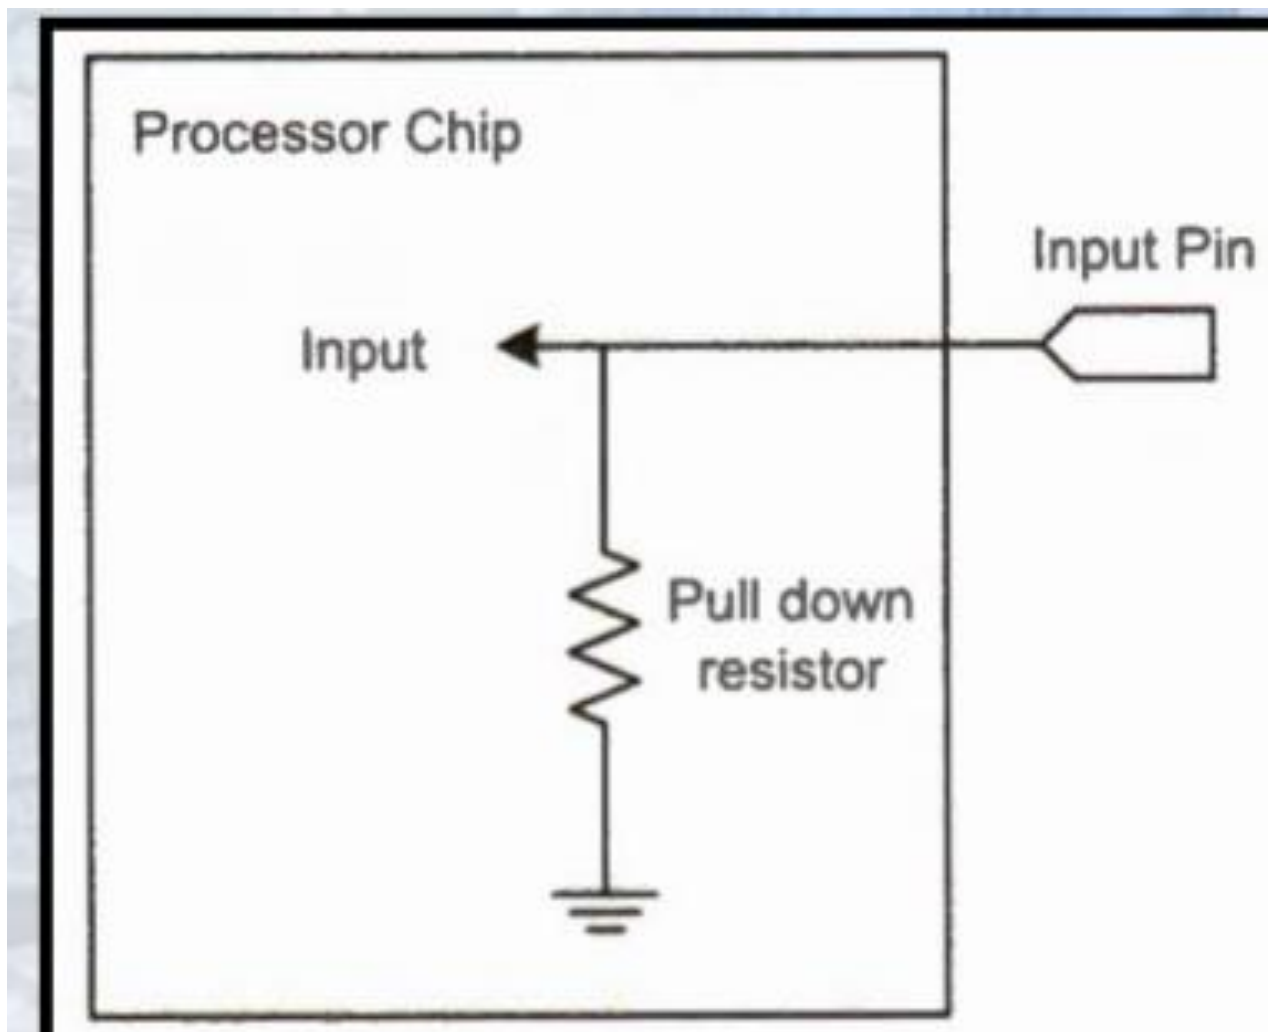 Processor Chip
Input Pin
Input
Pull down
resistor